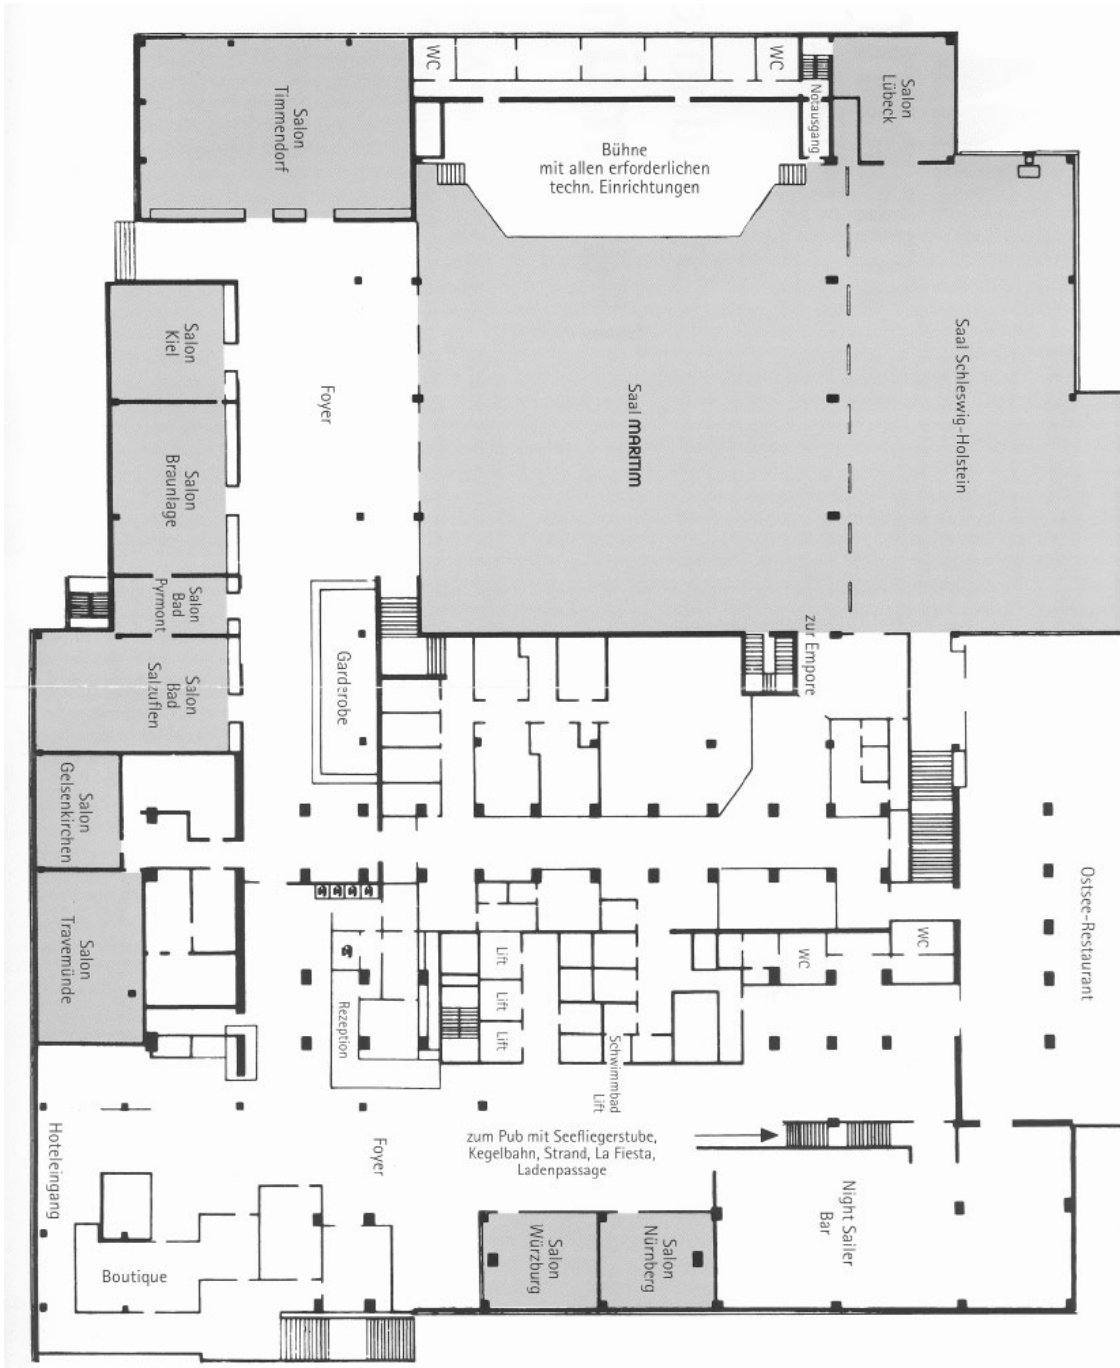 WC
WC
Salon
Timmendorf
Notausgang
Salon
Lübeck
Bühne
mit allen erforderlichen
techn. Einrichtungen
Salon
Kiel
Foyer
Saal MARITIM
Saal Schleswig-Holstein
Salon
Braunlage
Salon
Bad
Pyrmont
Salon
Bad
Salzuflen
Garderobe
zur Empore
Salon
Gelsenkirchen
Salon
Travemünde
Ostsee-Restaurant
WC
WC
Lift
Lift
Lift
Rezeption
Schwimmbad
Lift
Hoteleingang
Foyer
zum Pub mit Seefliegerstube,
Kegelbahn, Strand, La Fiesta,
Ladenpassage
Night Sailer
Bar
Salon
Würzburg
Salon
Nürnberg
Boutique